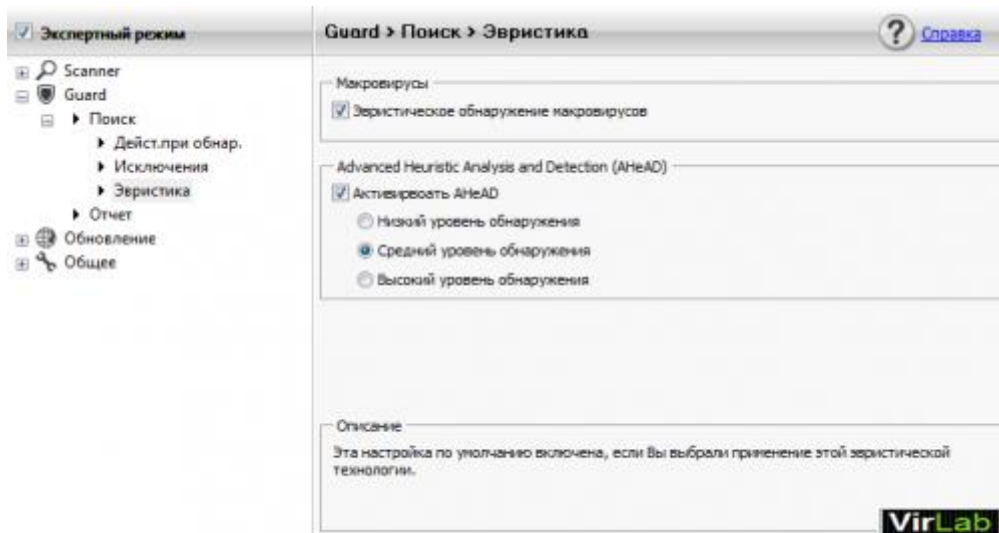 Экспертный режим
Scanner
Guard
Поиск
Дейст.при обнар.
Исключения
Эвристика
Отчет
Обновление
Общее
Guard > Поиск > Эвристика
? Справка
Макровирусы
Эвристическое обнаружение макровирусов
Advanced Heuristic Analysis and Detection (AHeAD)
Активирвоать AHeAD
Низкий уровень обнаружения
Средний уровень обнаружения
Высокий уровень обнаружения
Описание
Эта настройка по умолчанию включена, если Вы выбрали применение этой эвристической
технологии.
VirLab